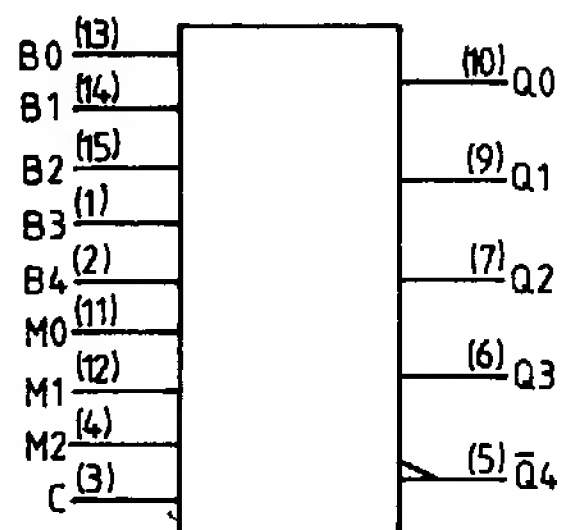 B0 (13)
B1 (14)
B2 (15)
B3 (1)
B4 (2)
M0 (11)
M1 (12)
M2 (4)
C (3)
(10) Q0
(9) Q1
(7) Q2
(6) Q3
(5) Q̅4